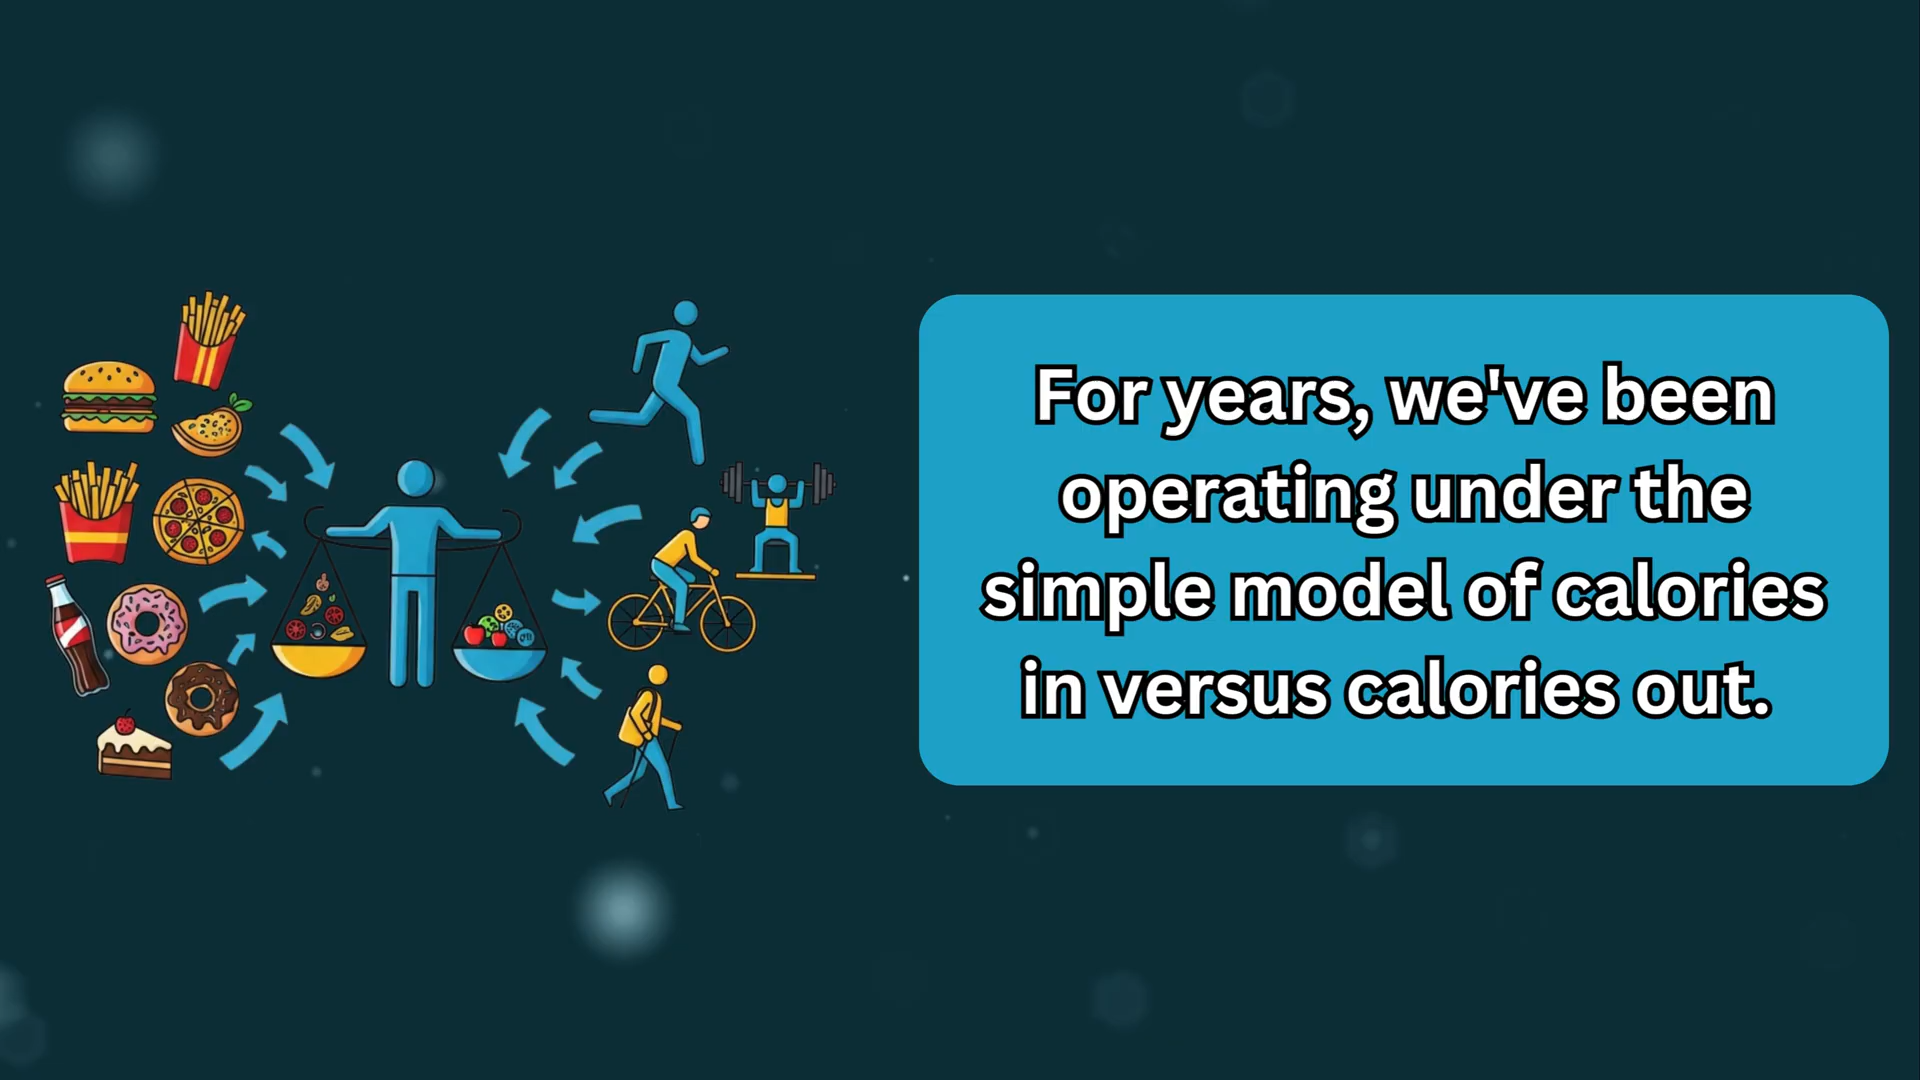 For years, we've been
operating under the
simple model of calories
in versus calories out.